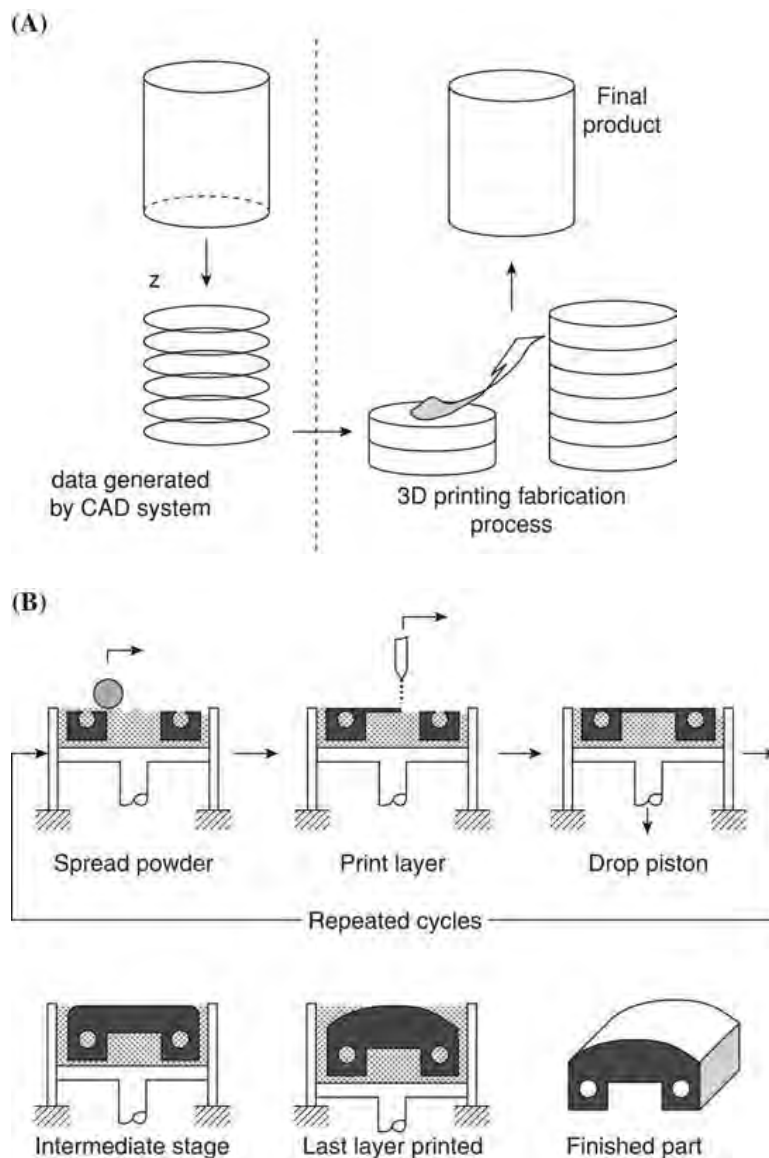 (A)
Final
product
z
data generated
by CAD system
3D printing fabrication
process
(B)
Spread powder
Print layer
Drop piston
Repeated cycles
Intermediate stage
Last layer printed
Finished part